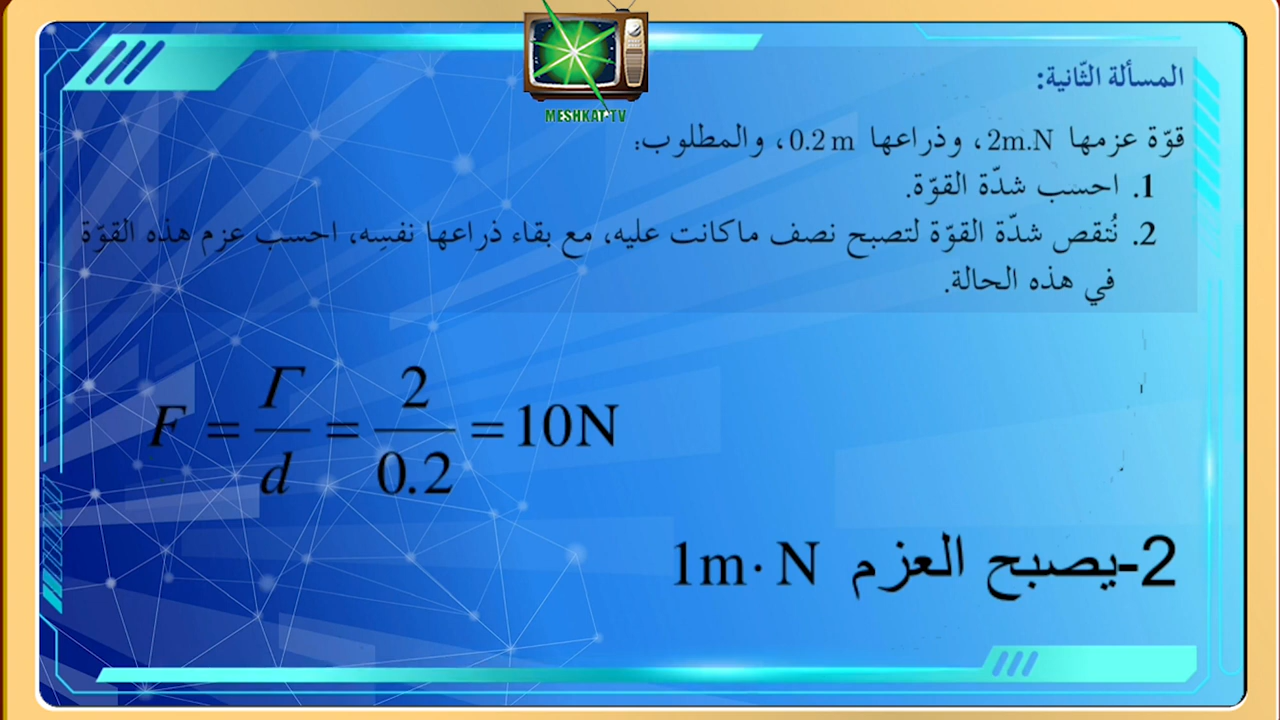 MESHKAT TV
المسألة الثّانية:
قوّة عزمها 2m.N، وذراعها 0.2 m، والمطلوب:
1. احسب شدّة القوّة.
2. نُتقص شدّة القوّة لتصبح نصف ماكانت عليه، مع بقاء ذراعها نفسِه، احسب عزم هذه القوّة
في هذه الحالة.
F = Γ/d = 2/0.2 = 10N
2-يصبح العزم 1m·N